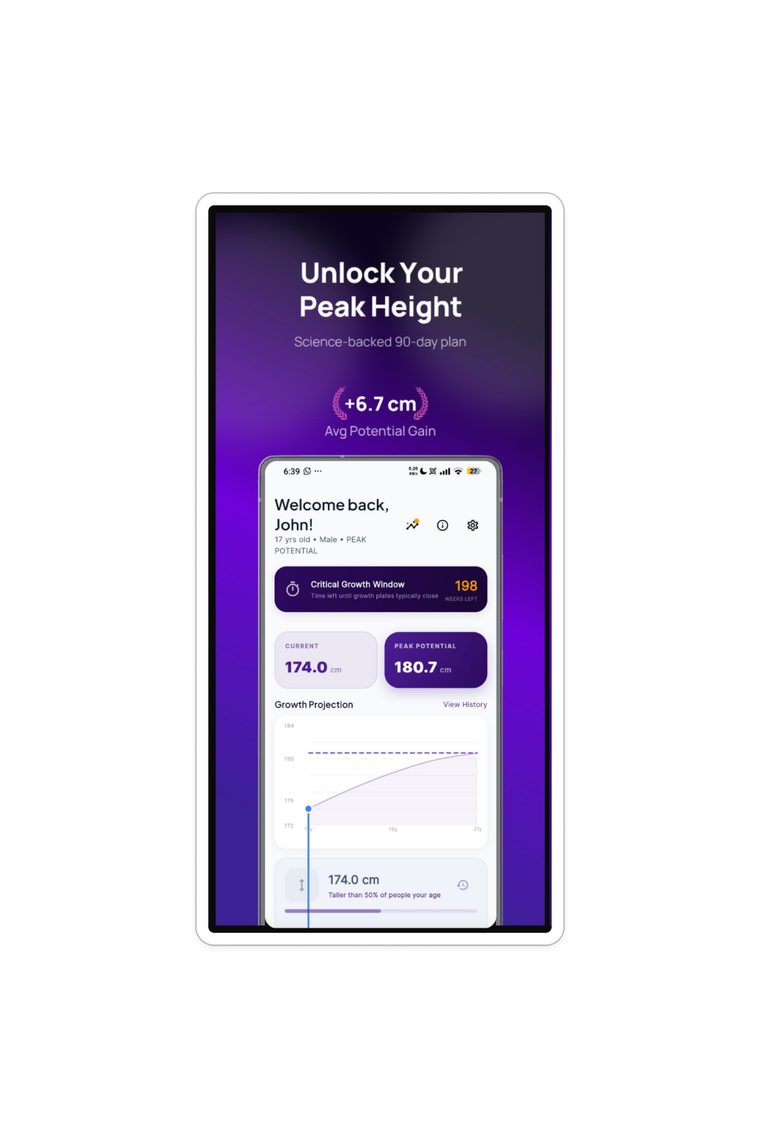 Unlock Your
Peak Height
Science-backed 90-day plan
+6.7 cm
Avg Potential Gain
6:39
27
Welcome back,
John!
17 yrs old • Male • PEAK
POTENTIAL
Critical Growth Window
Time left until growth plates typically close
198
WEEKS LEFT
CURRENT
174.0 cm
PEAK POTENTIAL
180.7 cm
Growth Projection
View History
184
180
176
172
19y
21y
174.0 cm
Taller than 50% of people your age